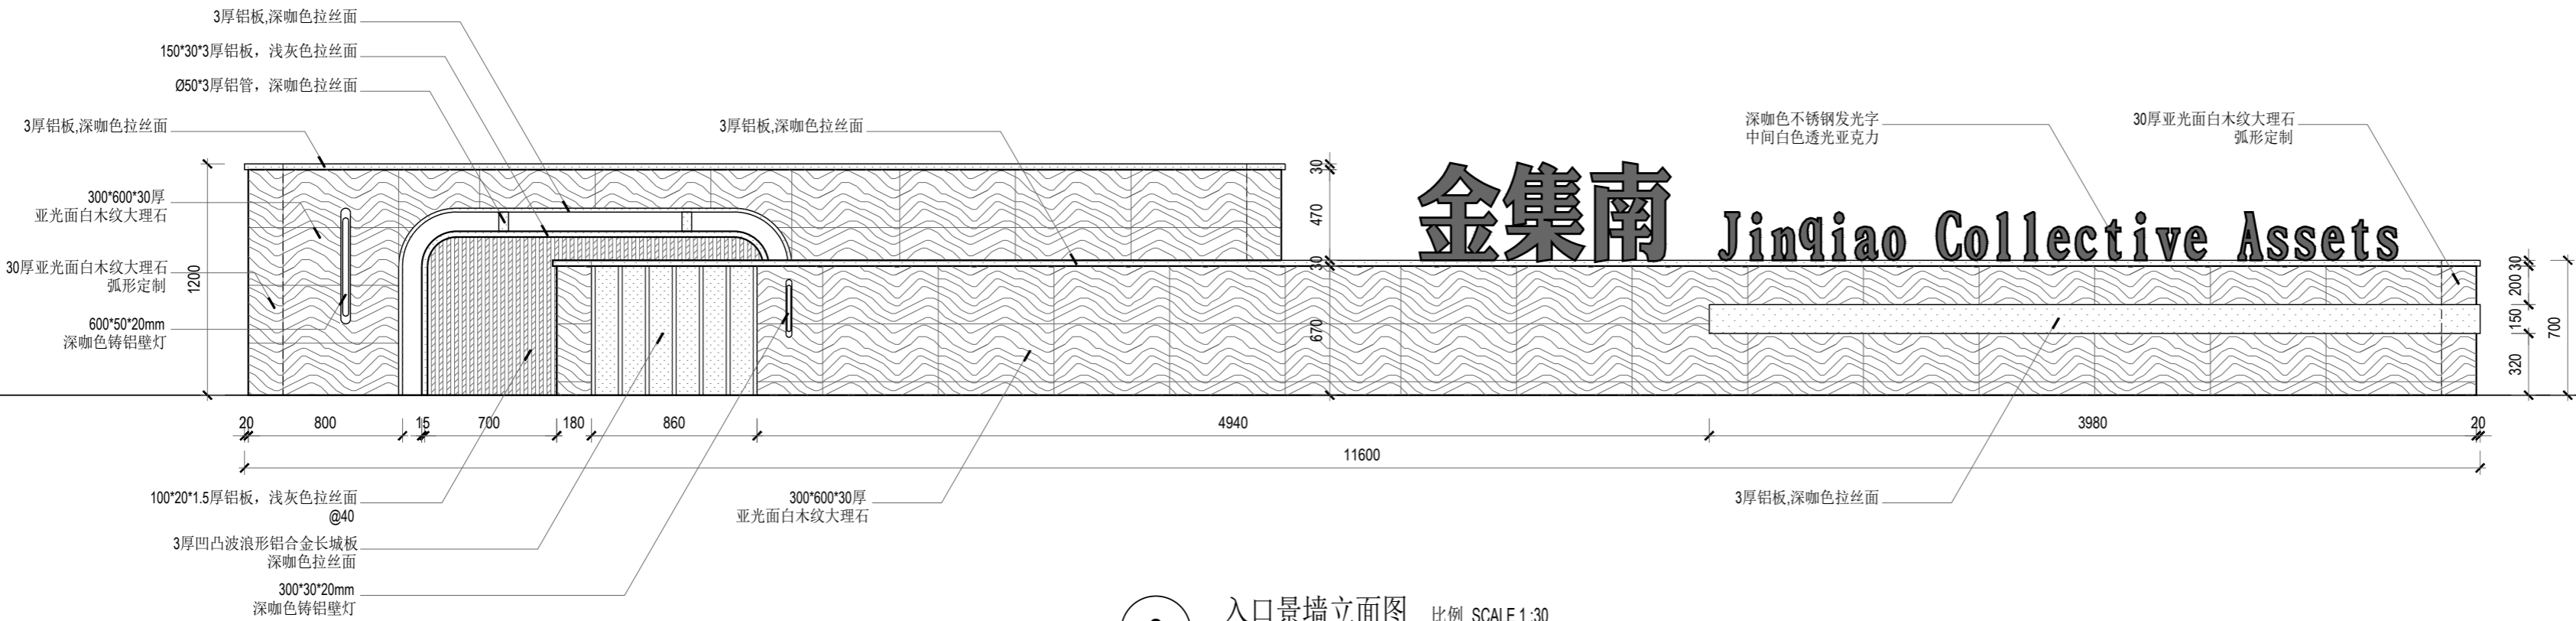 3厚铝板,深咖色拉丝面
150*30*3厚铝板，浅灰色拉丝面
Ø50*3厚铝管，深咖色拉丝面
3厚铝板,深咖色拉丝面
3厚铝板,深咖色拉丝面
深咖色不锈钢发光字
中间白色透光亚克力
30厚亚光面白木纹大理石
弧形定制
300*600*30厚
亚光面白木纹大理石
30厚亚光面白木纹大理石
弧形定制
600*50*20mm
深咖色铸铝壁灯
1200
30
470
30
670
金集南 Jinqiao Collective Assets
30
200
150
320
700
20 800 15 700 180 860 4940 3980 20
11600
100*20*1.5厚铝板，浅灰色拉丝面
@40
3厚凹凸波浪形铝合金长城板
深咖色拉丝面
300*30*20mm
深咖色铸铝壁灯
300*600*30厚
亚光面白木纹大理石
3厚铝板,深咖色拉丝面
入口景墙立面图 比例 SCALE 1:30